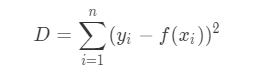 D = \sum_{i=1}^{n} (y_i - f(x_i))^2